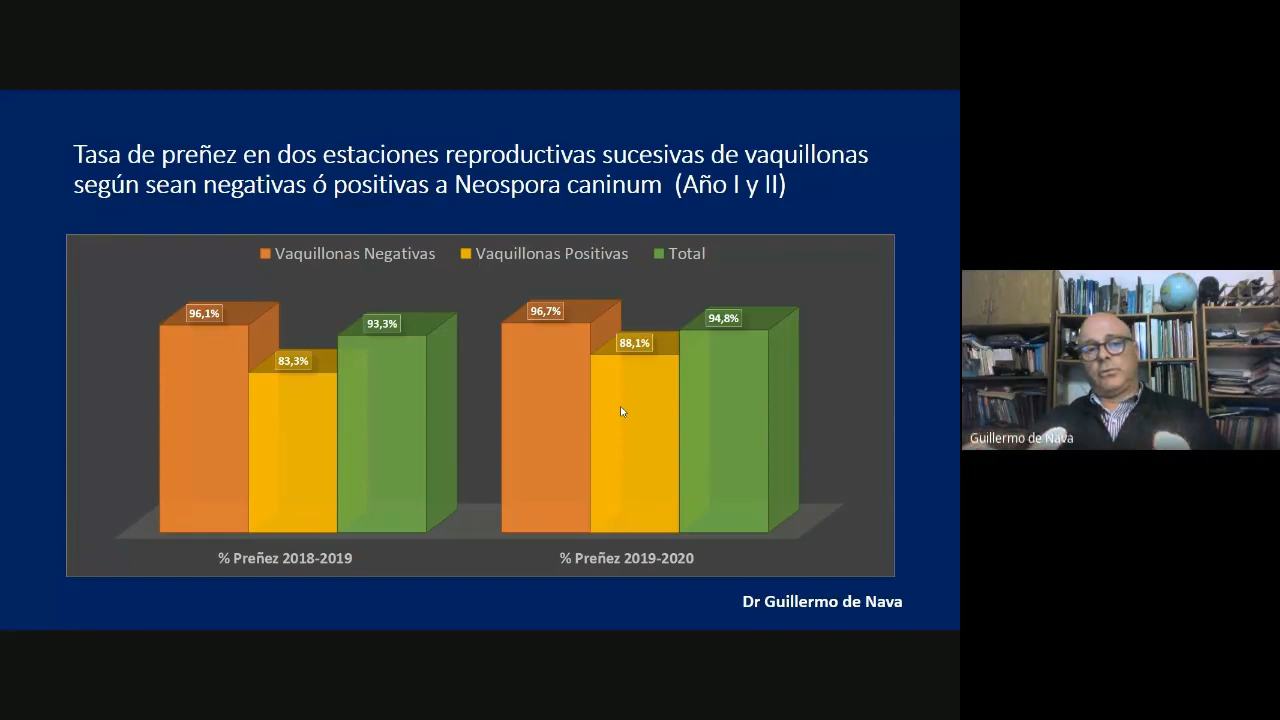 Tasa de preñez en dos estaciones reproductivas sucesivas de vaquillonas
según sean negativas ó positivas a Neospora caninum (Año I y II)
Vaquillonas Negativas Vaquillonas Positivas Total
96,1% 83,3% 93,3% 96,7% 88,1% 94,8%
% Preñez 2018-2019 % Preñez 2019-2020
Dr Guillermo de Nava
Guillermo de Nava